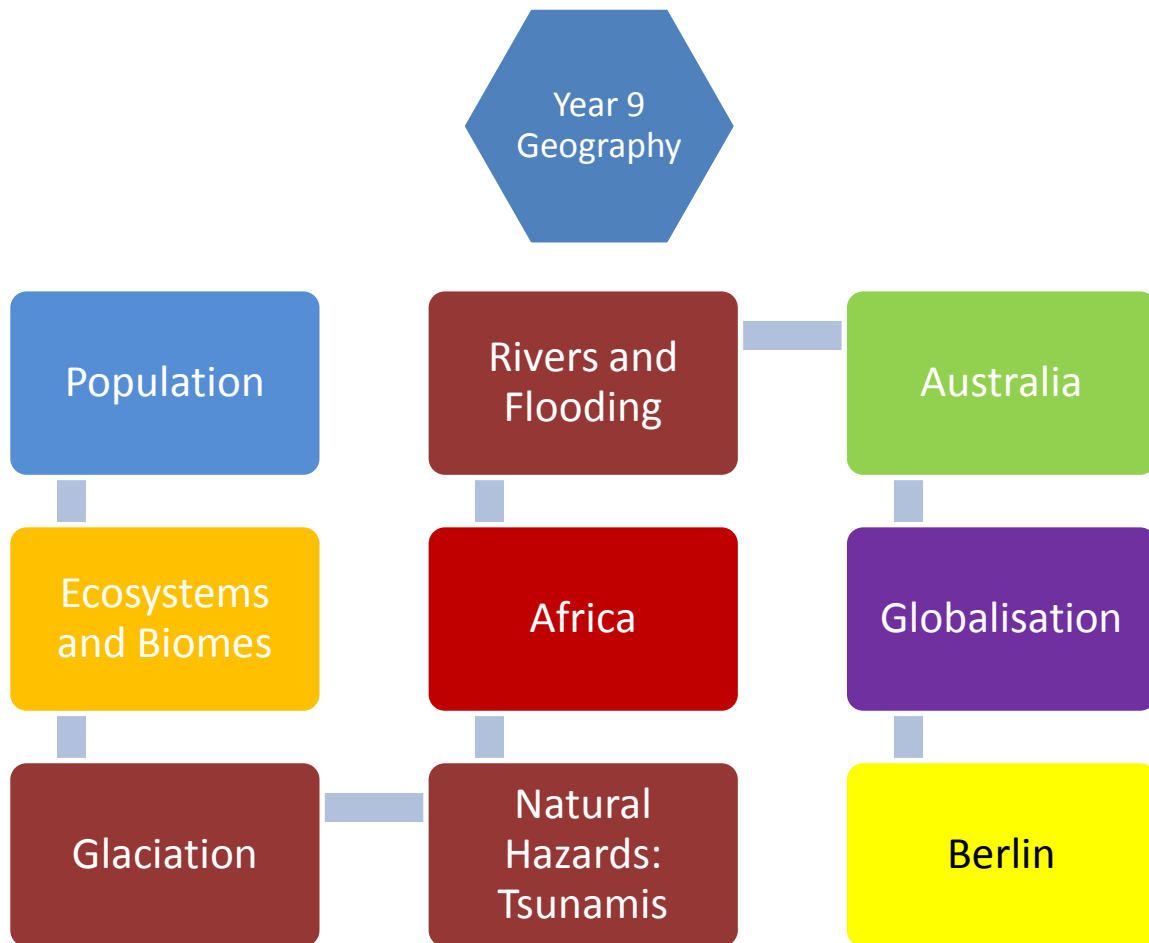 Year 9
Geography
Population
Ecosystems
and Biomes
Glaciation
Natural
Hazards:
Tsunamis
Africa
Rivers and
Flooding
Australia
Globalisation
Berlin